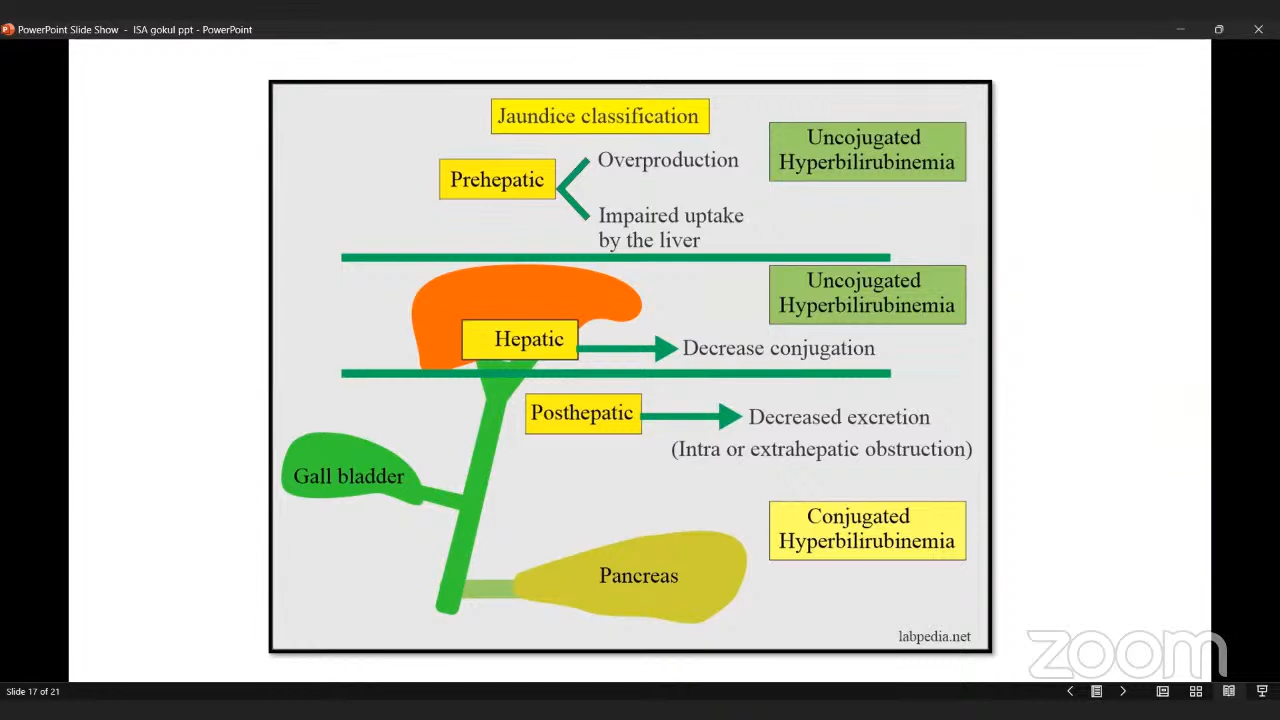 PowerPoint Slide Show - ISA gokul ppt - PowerPoint
Jaundice classification
Uncojugated
Hyperbilirubinemia
Prehepatic
Overproduction
Impaired uptake
by the liver
Uncojugated
Hyperbilirubinemia
Hepatic
Decrease conjugation
Posthepatic
Decreased excretion
(Intra or extrahepatic obstruction)
Gall bladder
Conjugated
Hyperbilirubinemia
Pancreas
labpedia.net
zoom
Slide 17 of 21